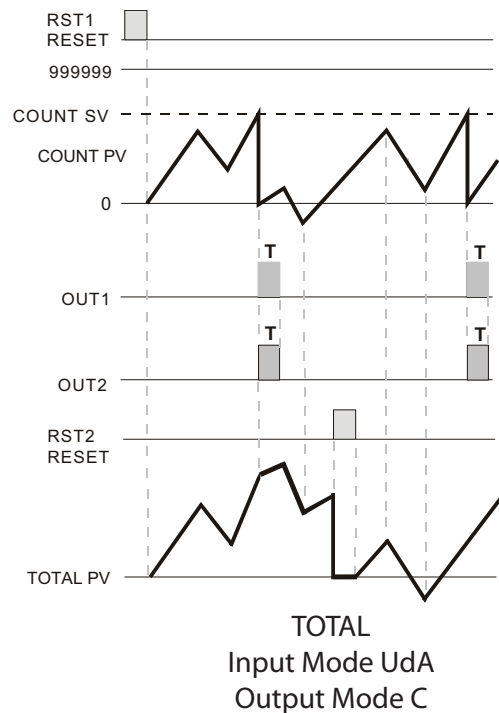 RST1
RESET
999999
COUNT SV
COUNT PV
0
T
T
OUT1
T
T
OUT2
RST2
RESET
TOTAL PV
TOTAL
Input Mode UdA
Output Mode C